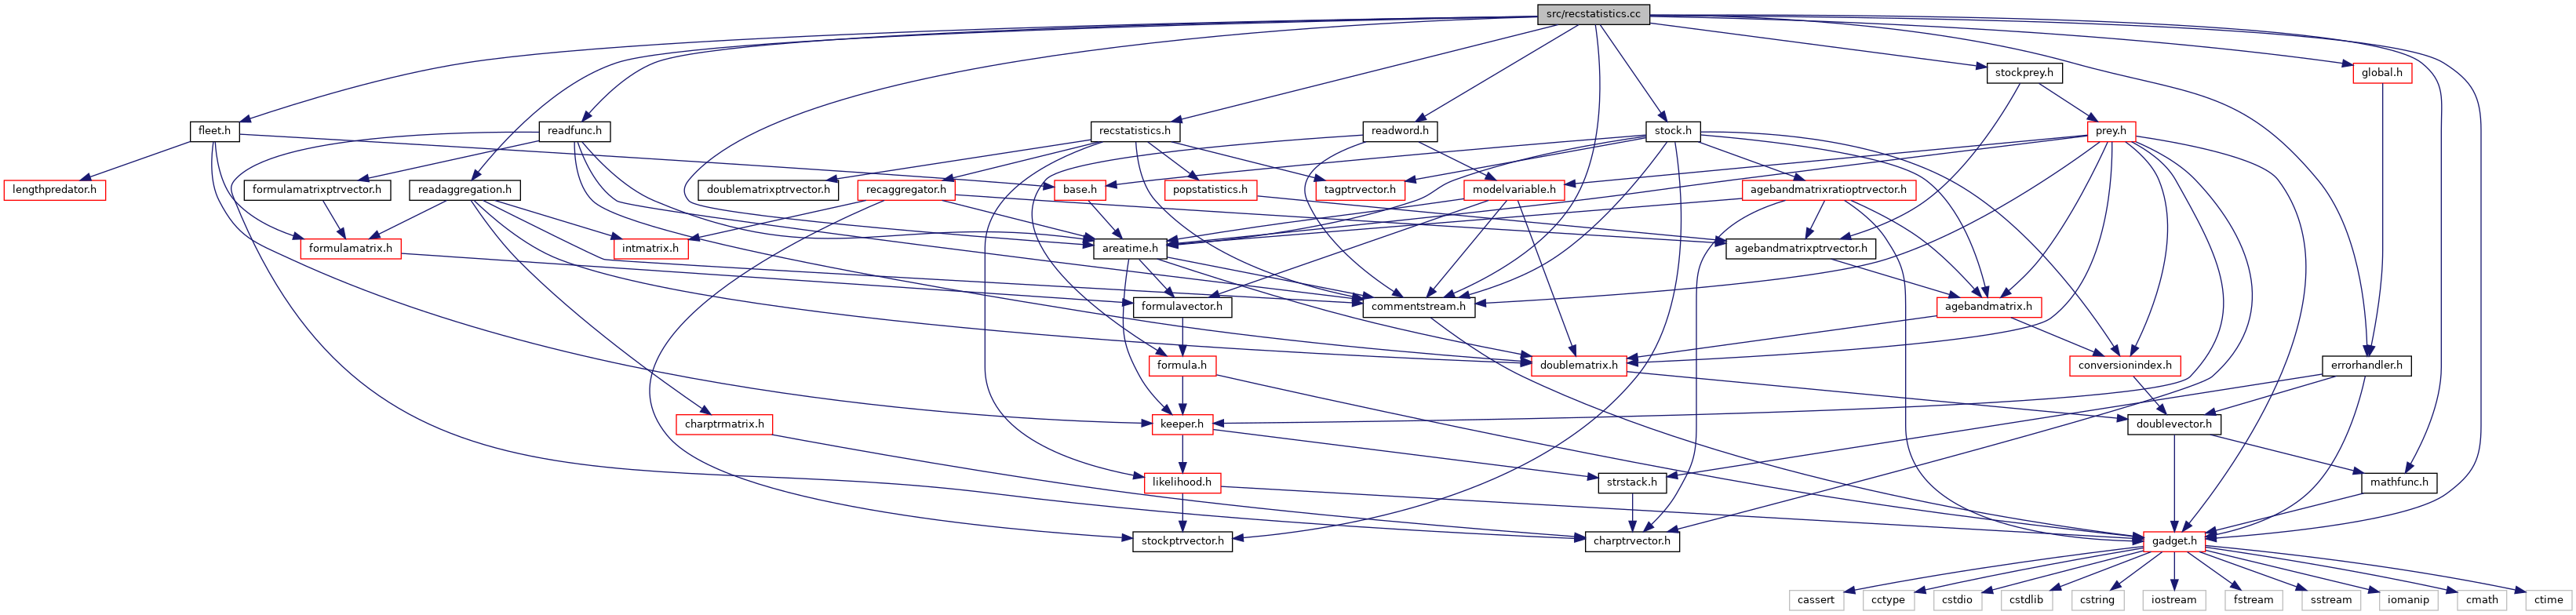 src/recstatistics.cc
stockprey.h
global.h
fleet.h
readfunc.h
recstatistics.h
readword.h
stock.h
prey.h
lengthpredator.h
formulamatrixptrvector.h
readaggregation.h
doublematrixptrvector.h
recaggregator.h
base.h
popstatistics.h
tagptrvector.h
modelvariable.h
agebandmatrixratioptrvector.h
formulamatrix.h
intmatrix.h
areatime.h
agebandmatrixptrvector.h
formulavector.h
commentstream.h
agebandmatrix.h
formula.h
doublematrix.h
conversionindex.h
errorhandler.h
charptrmatrix.h
keeper.h
doublevector.h
likelihood.h
strstack.h
mathfunc.h
stockptrvector.h
charptrvector.h
gadget.h
cassert
cctype
cstdio
cstdlib
cstring
iostream
fstream
sstream
iomanip
cmath
ctime